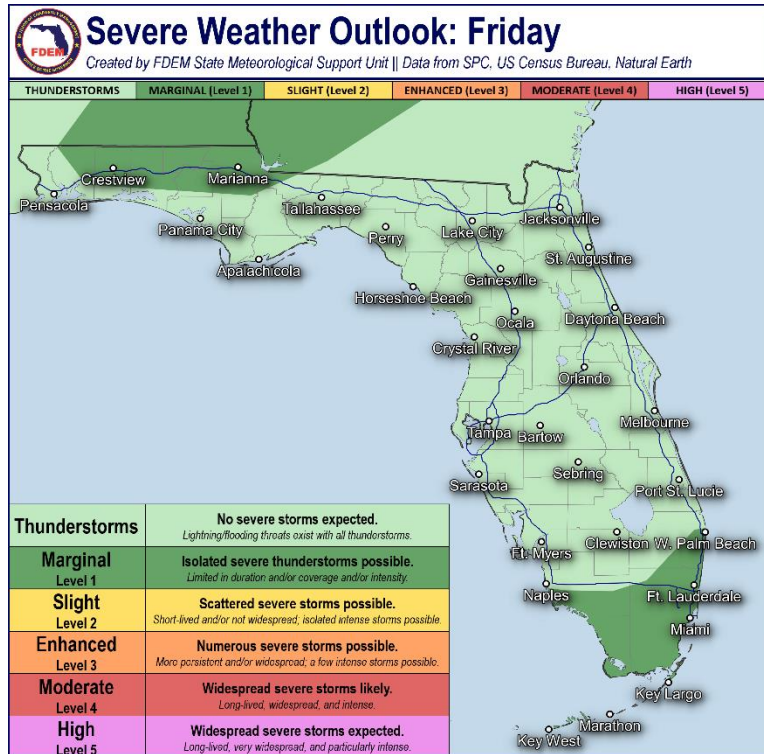 FDEM
Severe Weather Outlook: Friday
Created by FDEM State Meteorological Support Unit || Data from SPC, US Census Bureau, Natural Earth
THUNDERSTORMS MARGINAL (Level 1) SLIGHT (Level 2) ENHANCED (Level 3) MODERATE (Level 4) HIGH (Level 5)
Crestview
Marianna
Pensacola
Tallahassee
Jacksonville
Panama City
Perry
Lake City
St. Augustine
Apalachicola
Gainesville
Horseshoe Beach
Ocala
Daytona Beach
Crystal River
Orlando
Melbourne
Tampa
Bartow
Sebring
Sarasota
Port St. Lucie
Ft. Myers
Clewiston
W. Palm Beach
Naples
Ft. Lauderdale
Miami
Key Largo
Marathon
Key West
Thunderstorms
No severe storms expected.
Lightning/flooding threats exist with all thunderstorms.
Marginal
Level 1
Isolated severe thunderstorms possible.
Limited in duration and/or coverage and/or intensity.
Slight
Level 2
Scattered severe storms possible.
Short-lived and/or not widespread; isolated intense storms possible.
Enhanced
Level 3
Numerous severe storms possible.
More persistent and/or widespread; a few intense storms possible.
Moderate
Level 4
Widespread severe storms likely.
Long-lived, widespread, and intense.
High
Level 5
Widespread severe storms expected.
Long-lived, very widespread, and particularly intense.